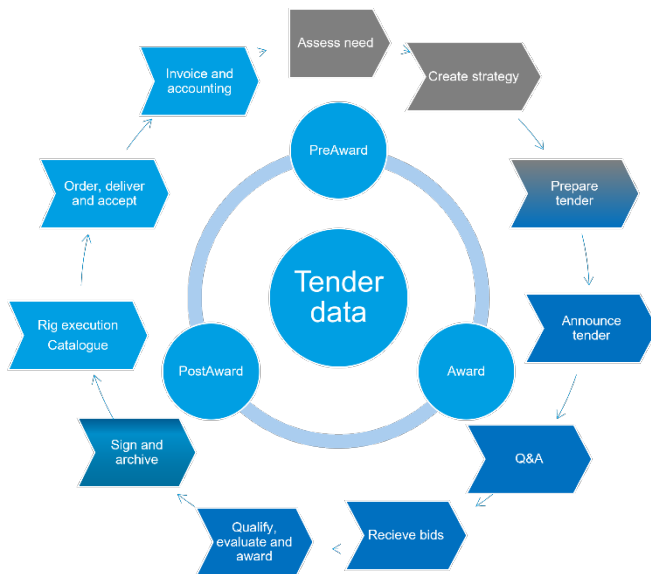 Assess need
Create strategy
Prepare
tender
Announce
tender
Q&A
Recieve bids
Qualify,
evaluate and
award
Sign and
archive
Rig execution
Catalogue
Order, deliver
and accept
Invoice and
accounting
PreAward
Award
PostAward
Tender
data